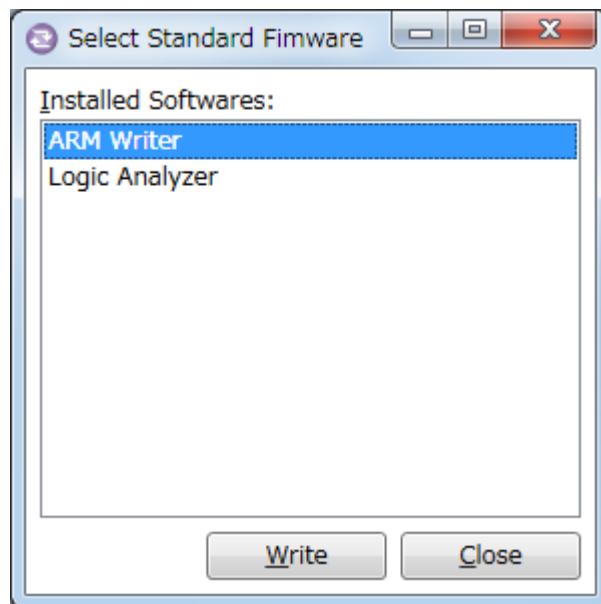 Select Standard Fimware
Installed Softwares:
ARM Writer
Logic Analyzer
Write
Close